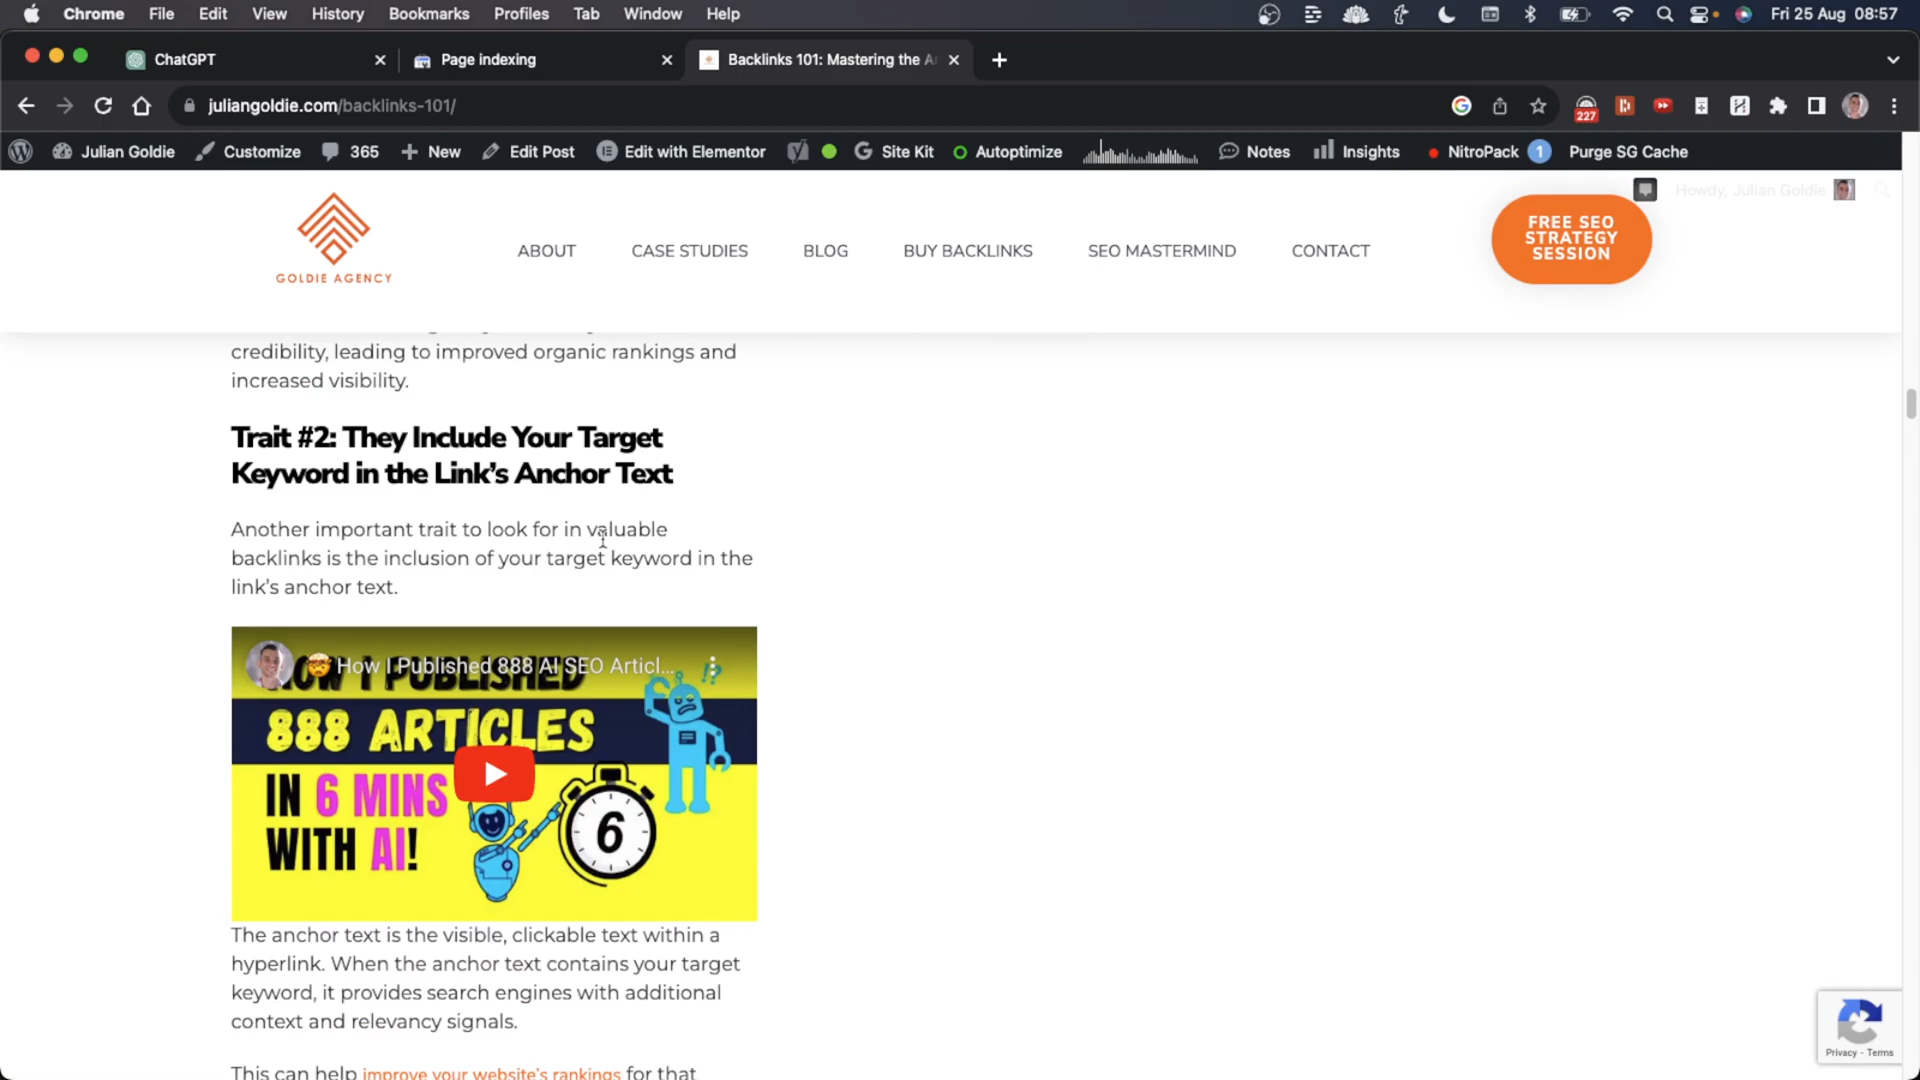 Chrome File Edit View History Bookmarks Profiles Tab Window Help Fri 25 Aug 08:57
ChatGPT Page indexing Backlinks 101: Mastering the A
juliangoldie.com/backlinks-101/ 227
Julian Goldie Customize 365 New Edit Post Edit with Elementor Site Kit Autoptimize Notes Insights NitroPack 1 Purge SG Cache
Howdy, Julian Goldie
GOLDIE AGENCY
ABOUT CASE STUDIES BLOG BUY BACKLINKS SEO MASTERMIND CONTACT
FREE SEO
STRATEGY
SESSION
credibility, leading to improved organic rankings and
increased visibility.
Trait #2: They Include Your Target
Keyword in the Link’s Anchor Text
Another important trait to look for in valuable
backlinks is the inclusion of your target keyword in the
link’s anchor text.
How I Published 888 AI SEO Articl...
HOW I PUBLISHED
888 ARTICLES
IN 6 MINS
WITH AI!
6
The anchor text is the visible, clickable text within a
hyperlink. When the anchor text contains your target
keyword, it provides search engines with additional
context and relevancy signals.
This can help improve your website’s rankings for that
Privacy - Terms